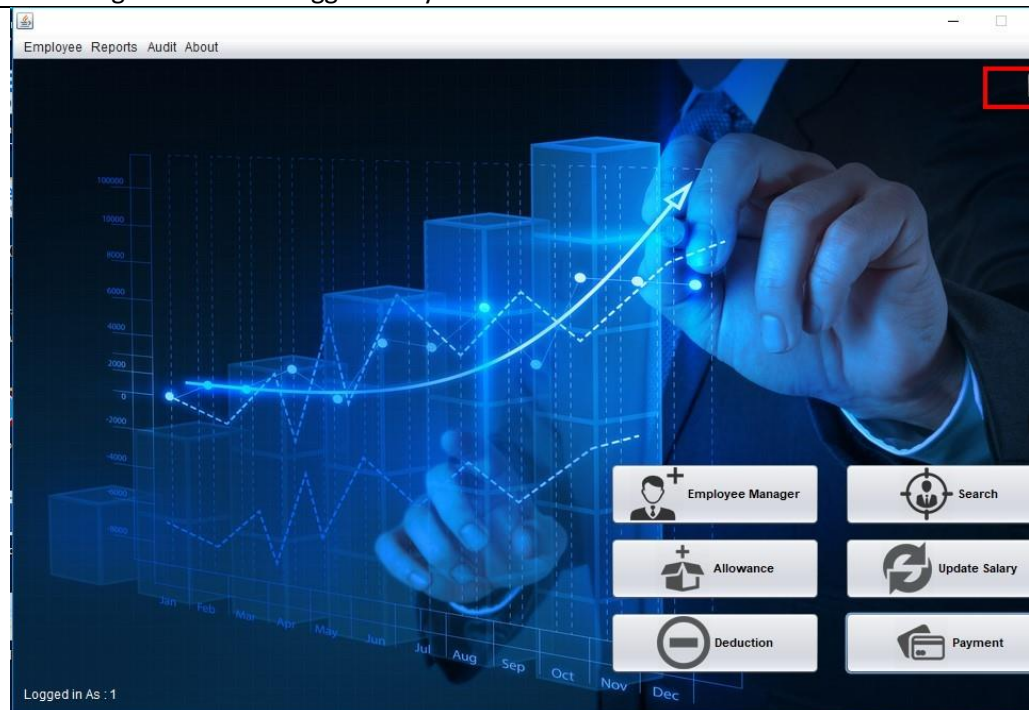 Employee Reports Audit About
100000
10000
8000
6000
4000
2000
0
-2000
-4000
-6000
-8000
Jan Feb Mar Apr May Jun Jul Aug Sep Oct Nov Dec
Employee Manager
Search
Allowance
Update Salary
Deduction
Payment
Logged in As : 1